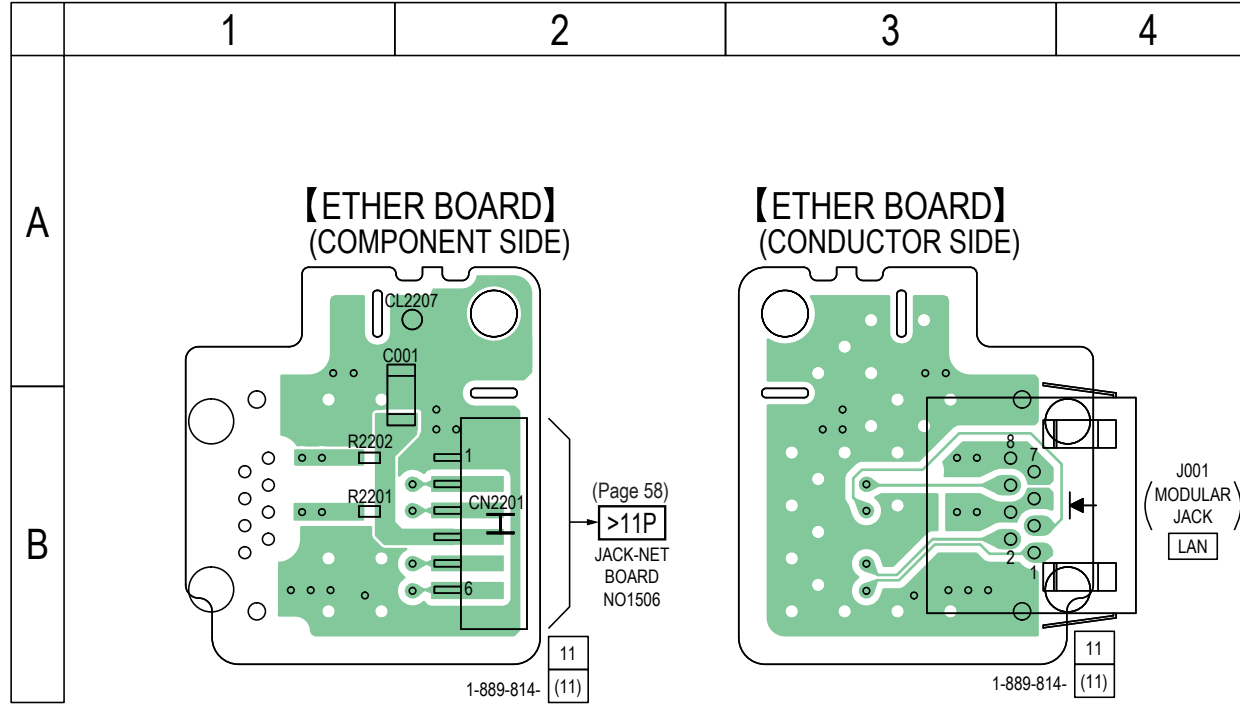 1
2
3
4
A
B
【ETHER BOARD】
(COMPONENT SIDE)
CL2207
C001
R2202
R2201
1
CN2201
6
(Page 58)
>11P
JACK-NET
BOARD
NO1506
1-889-814-
11
(11)
【ETHER BOARD】
(CONDUCTOR SIDE)
8
7
2
1
J001
(MODULAR
JACK)
LAN
1-889-814-
11
(11)